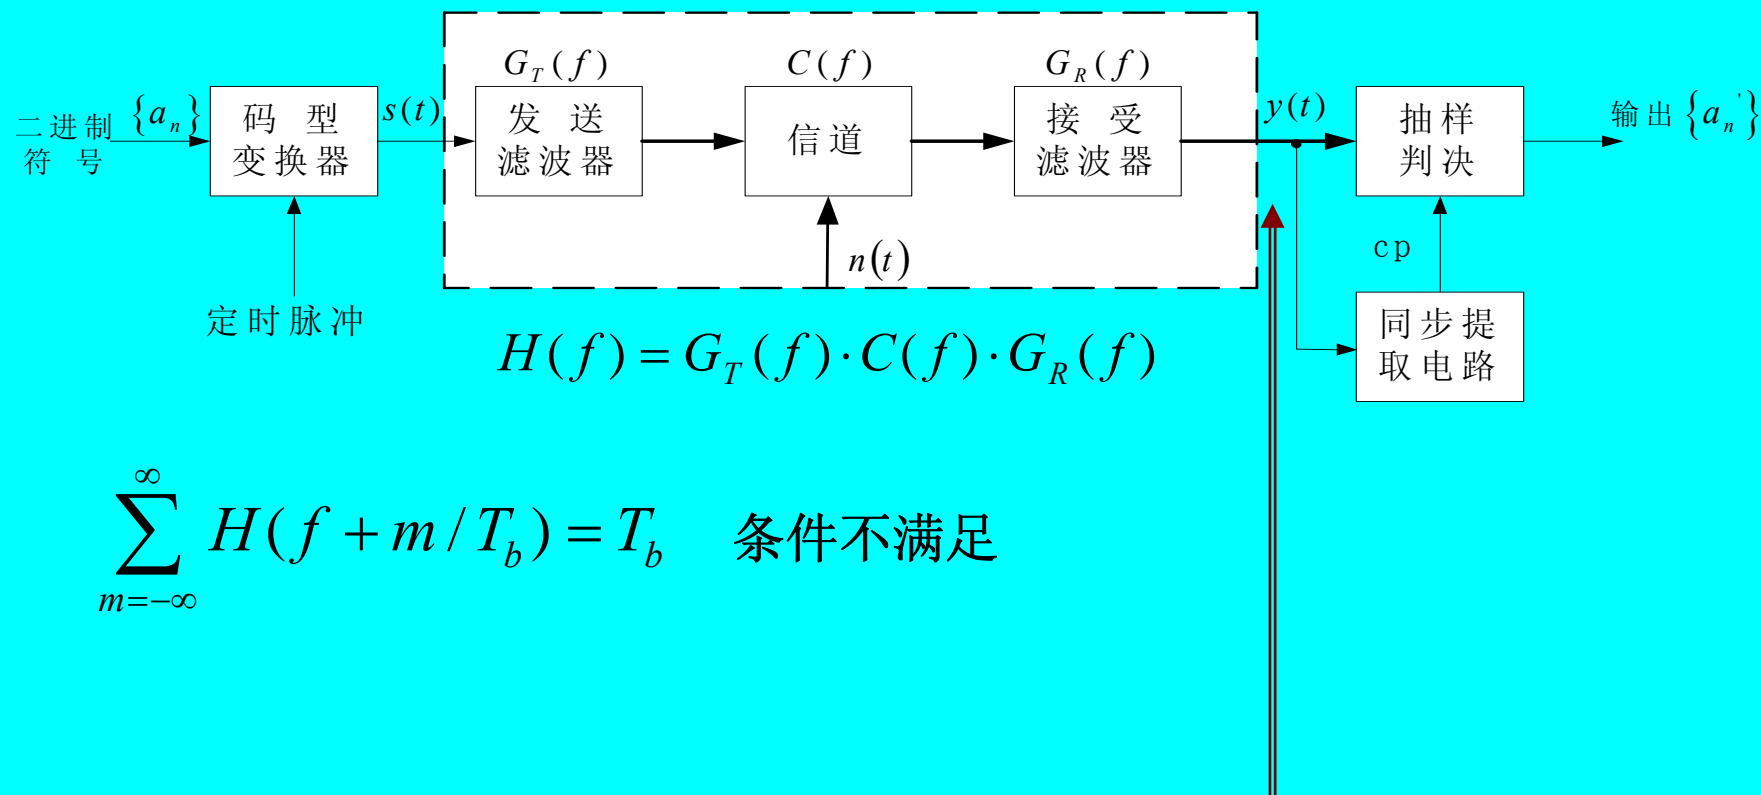 G_T(f)
C(f)
G_R(f)
二进制
符号
{a_n}
码型
变换器
s(t)
发送
滤波器
信道
接受
滤波器
y(t)
抽样
判决
输出 {a_n'}
n(t)
cp
定时脉冲
同步提
取电路
H(f) = G_T(f)·C(f)·G_R(f)
∑_{m=-∞}^{∞} H(f + m/T_b) = T_b 条件不满足